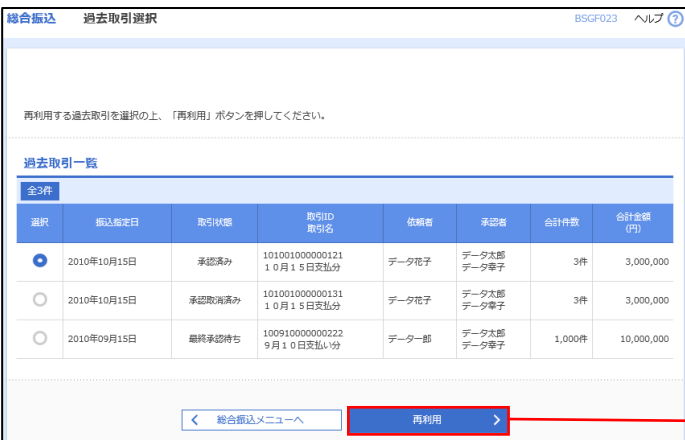 総合振込 過去取引選択 BSGF023 ヘルプ ?
再利用する過去取引を選択の上、「再利用」ボタンを押してください。
過去取引一覧
全3件
選択 振込指定日 取引状態 取引ID 取引名 依頼者 承認者 合計件数 合計金額 (円)
2010年10月15日 承認済み 101001000000121 データ花子 データ太郎 3件 3,000,000
10月15日支払分 データ幸子
2010年10月15日 承認取消済み 101001000000131 データ花子 データ太郎 3件 3,000,000
10月15日支払分 データ幸子
2010年09月15日 最終承認待ち 100910000000222 データ一郎 データ太郎 1,000件 10,000,000
9月10日支払い分 データ幸子
総合振込メニューへ 再利用